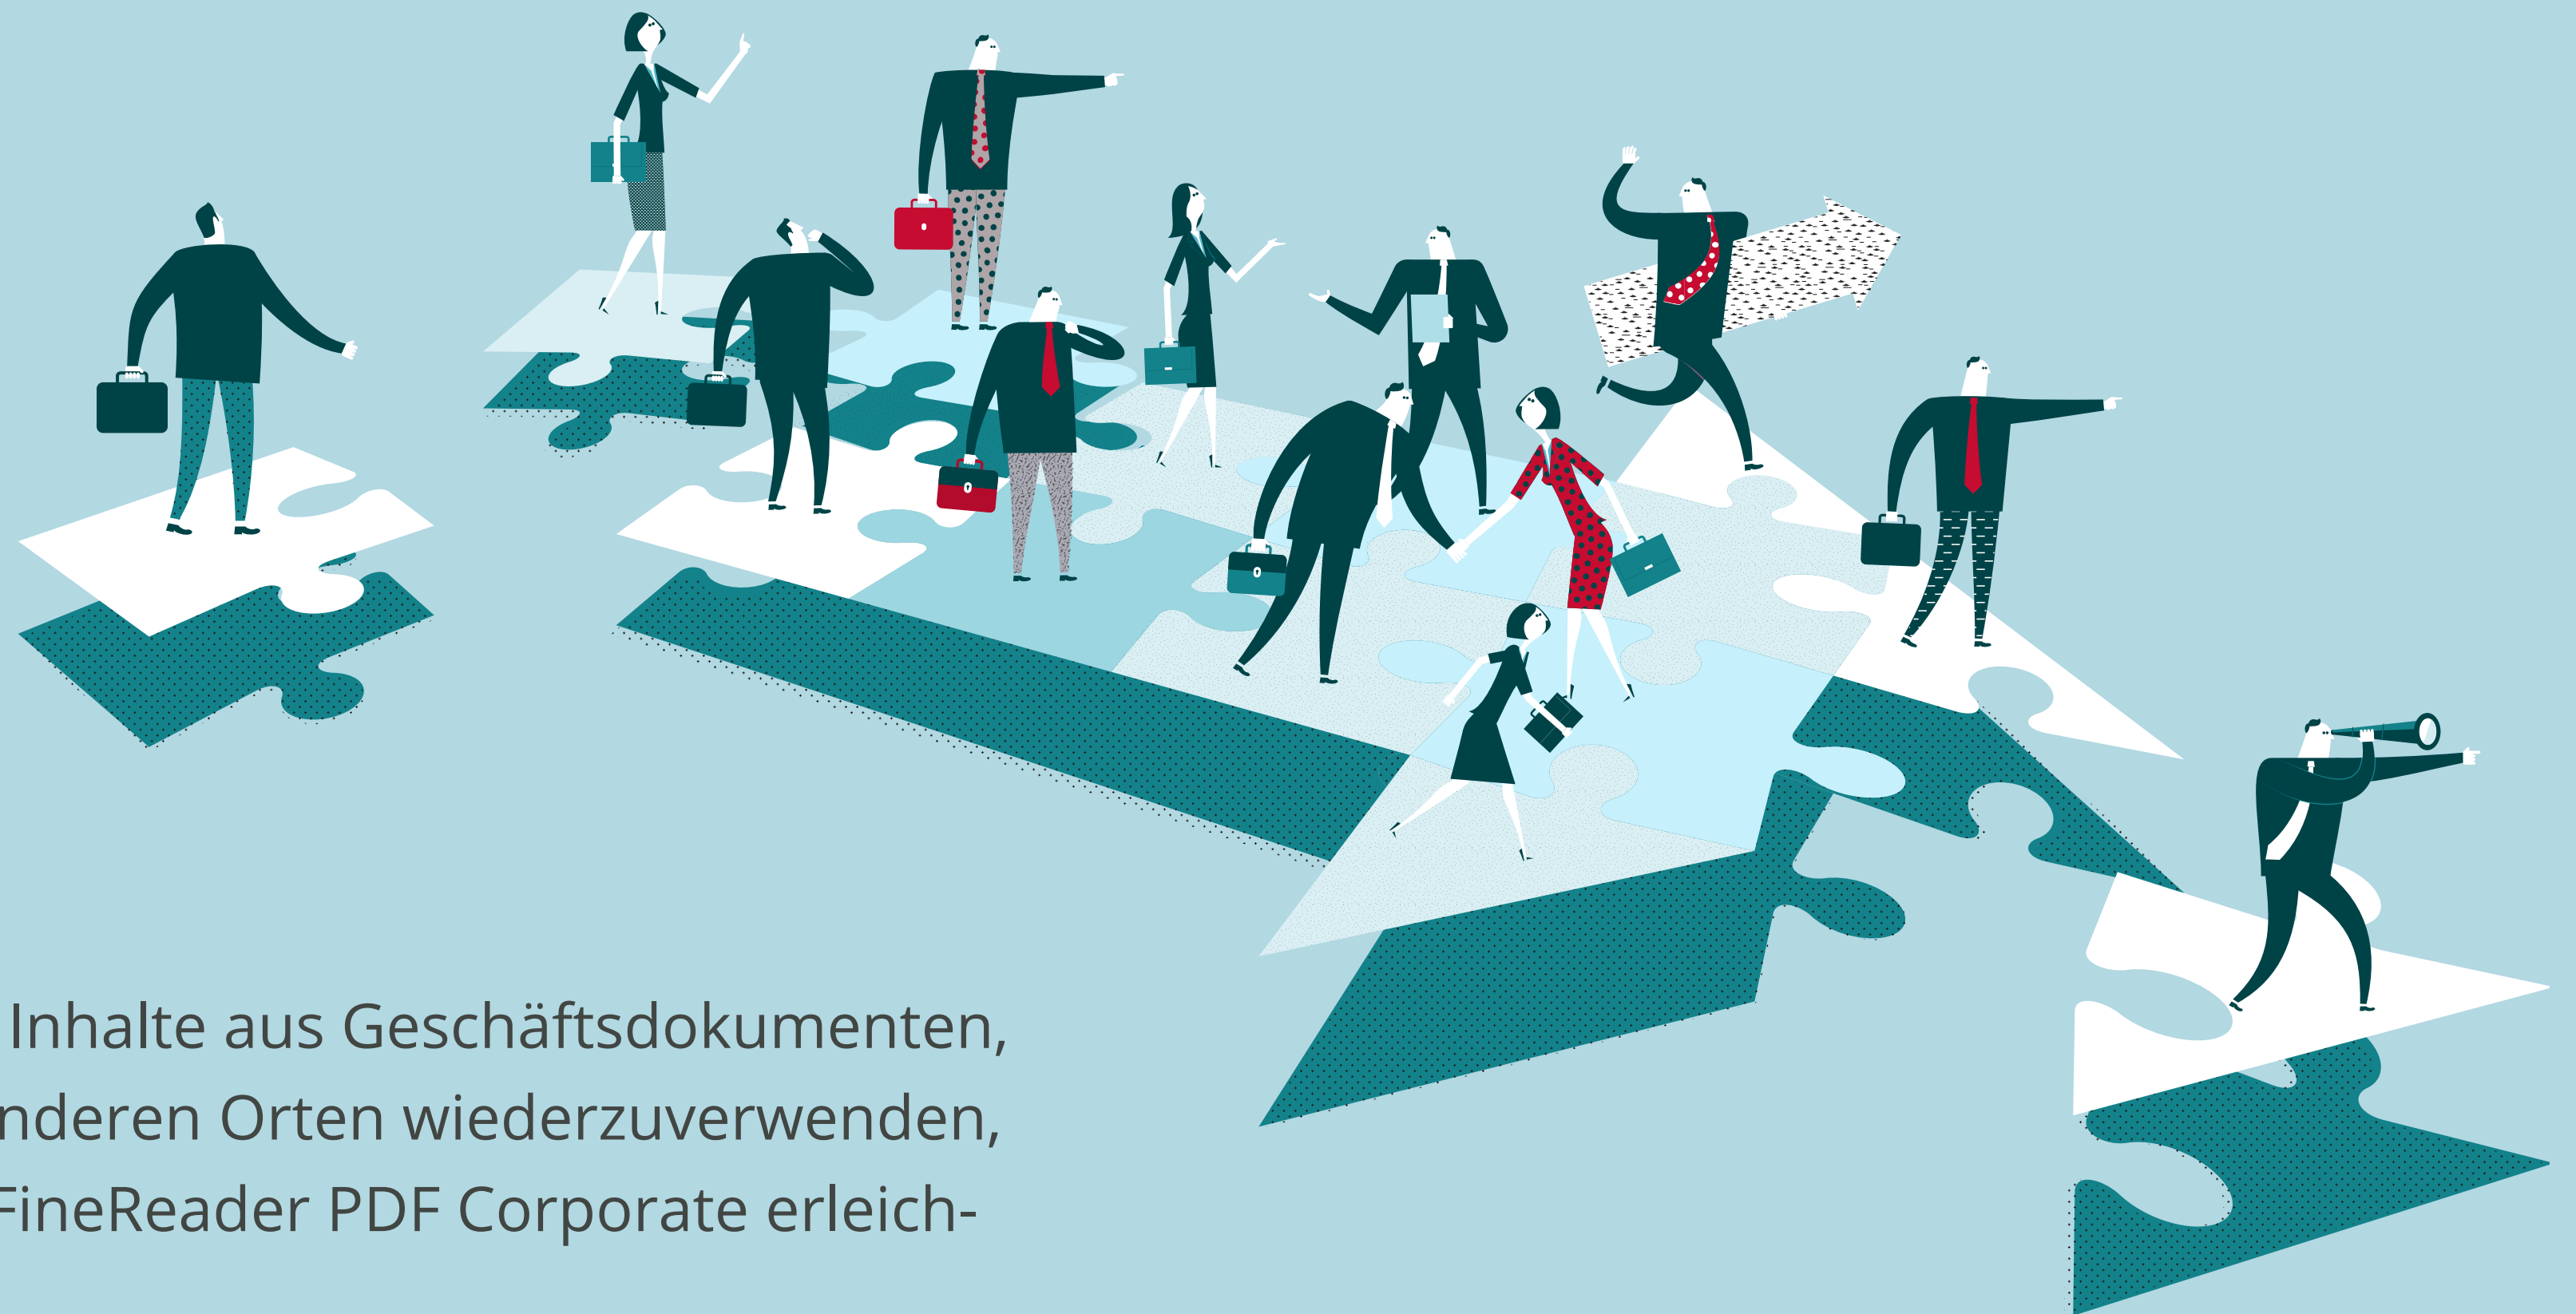 Inhalte aus Geschäftsdokumenten,
nderen Orten wiederzuverwenden,
FineReader PDF Corporate erleich-